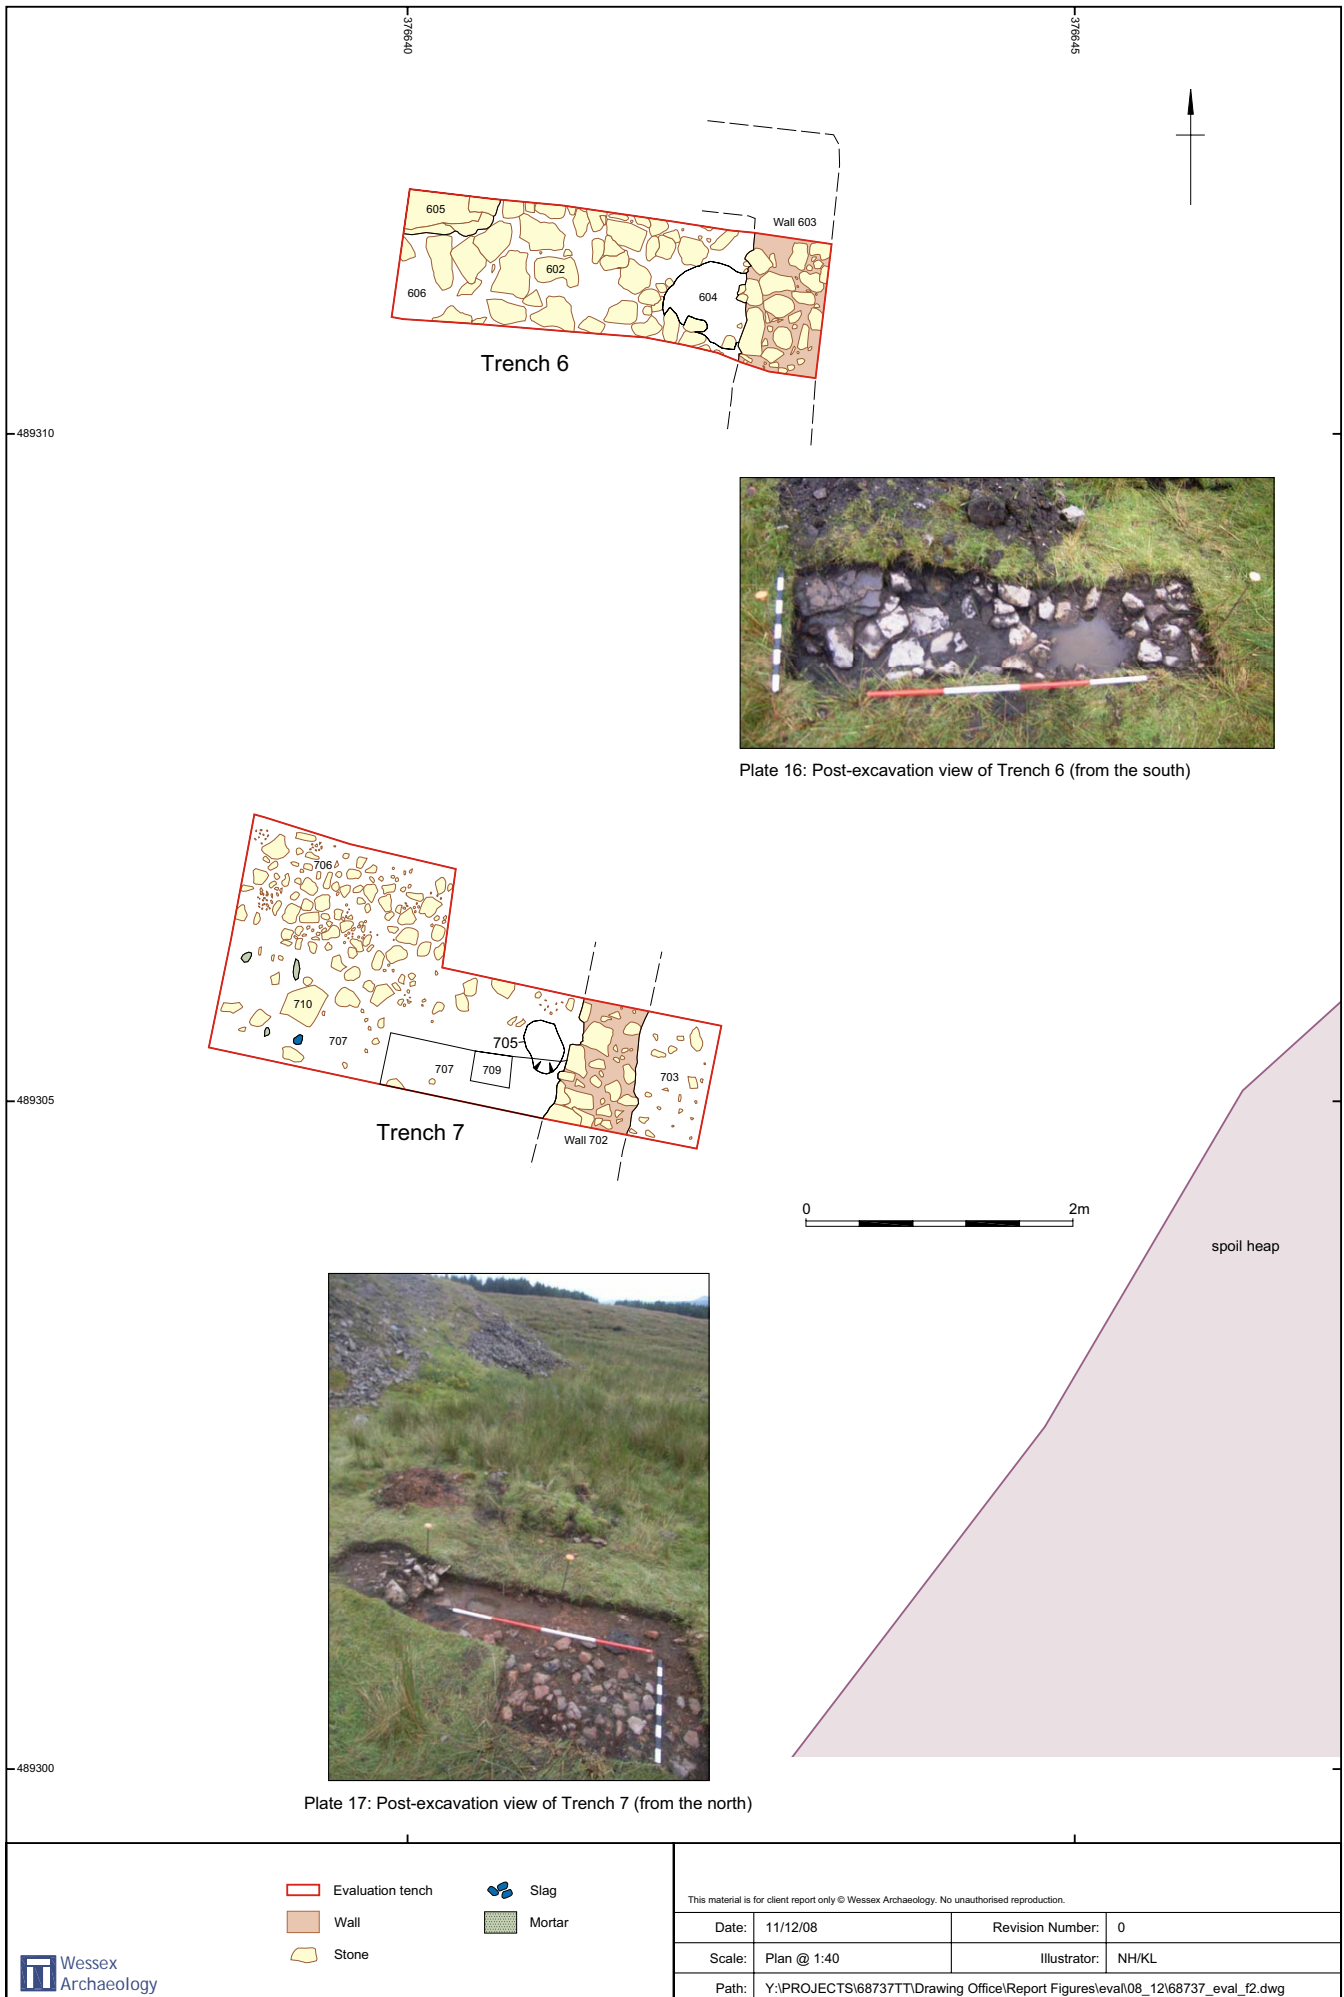 376640
376645
605
Wall 603
602
606
604
Trench 6
489310
Plate 16: Post-excavation view of Trench 6 (from the south)
706
710
707
705
707
709
703
489305
Trench 7
Wall 702
0
2m
spoil heap
489300
Plate 17: Post-excavation view of Trench 7 (from the north)
Evaluation tench
Slag
Wall
Mortar
Stone
Wessex
Archaeology
This material is for client report only © Wessex Archaeology. No unauthorised reproduction.
Date: 11/12/08 Revision Number: 0
Scale: Plan @ 1:40 Illustrator: NH/KL
Path: Y:\PROJECTS\68737TT\Drawing Office\Report Figures\eval\08_12\68737_eval_f2.dwg